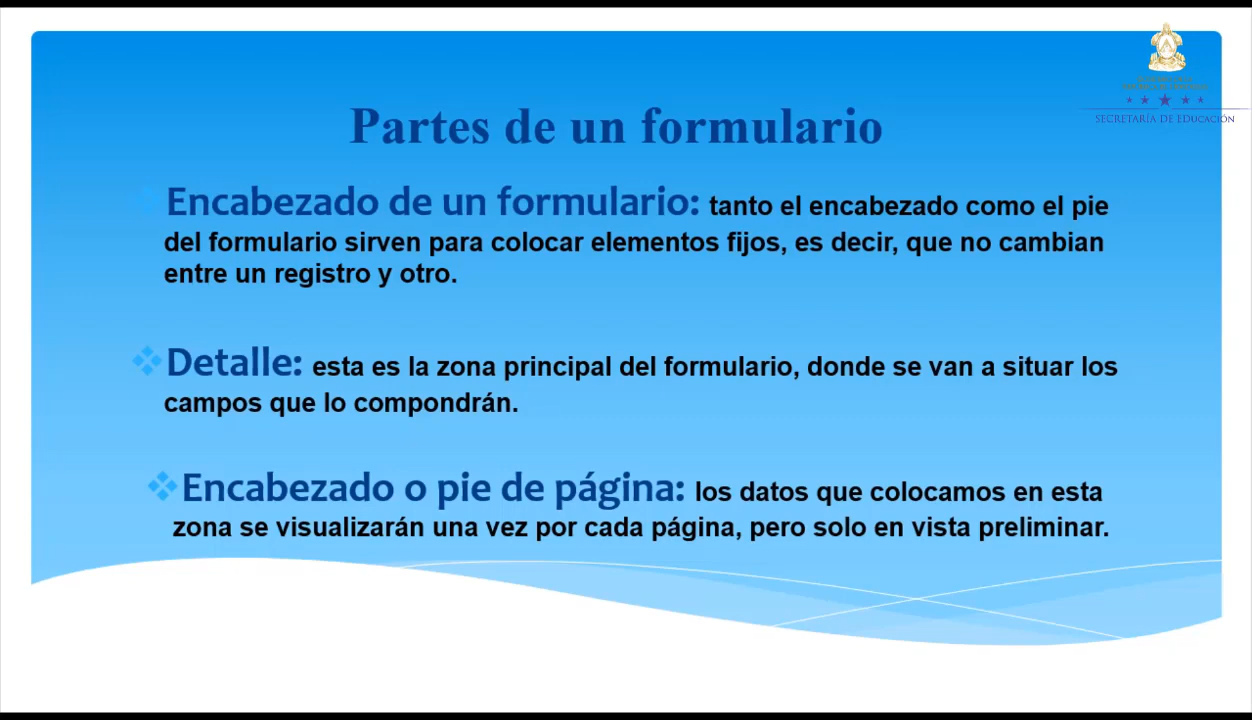 SECRETARÍA DE EDUCACIÓN
Partes de un formulario
Encabezado de un formulario: tanto el encabezado como el pie
del formulario sirven para colocar elementos fijos, es decir, que no cambian
entre un registro y otro.
Detalle: esta es la zona principal del formulario, donde se van a situar los
campos que lo compondrán.
Encabezado o pie de página: los datos que colocamos en esta
zona se visualizarán una vez por cada página, pero solo en vista preliminar.